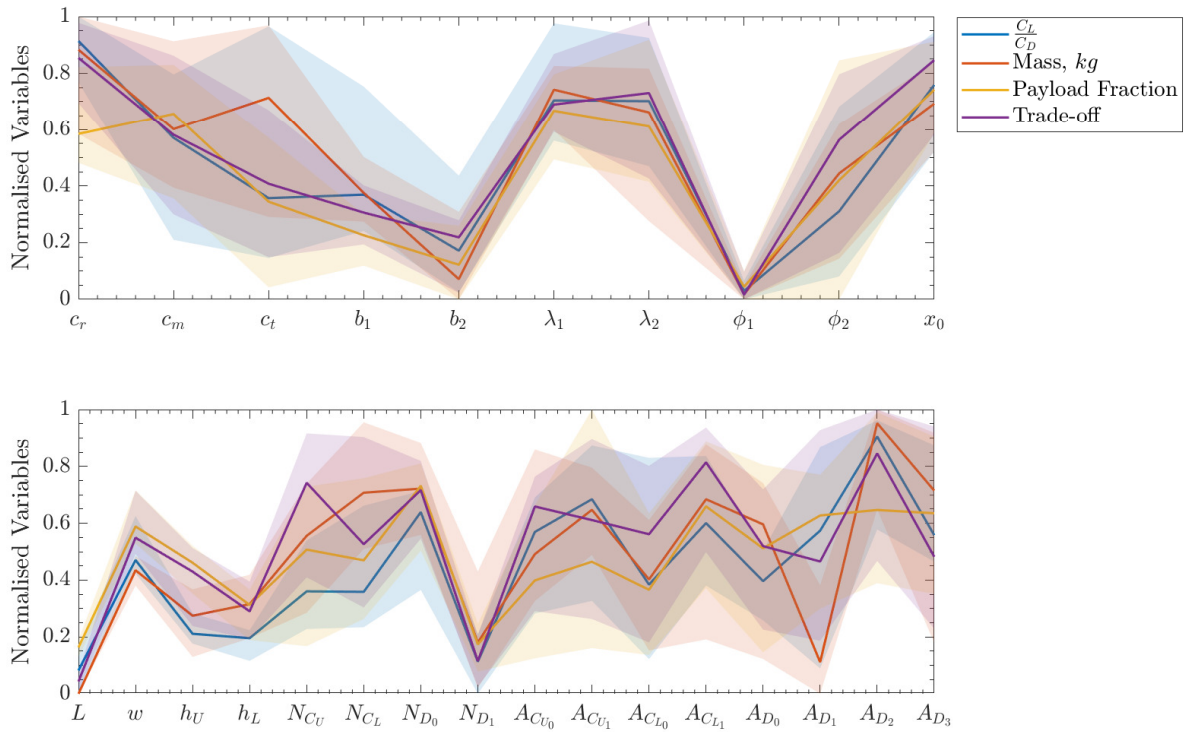 1
0.8
0.6
0.4
0.2
0
Normalised Variables
c_r c_m c_t b_1 b_2 λ_1 λ_2 ϕ_1 ϕ_2 x_0
C_L
C_D
Mass, kg
Payload Fraction
Trade-off
1
0.8
0.6
0.4
0.2
0
Normalised Variables
L w h_U h_L N_{C_U} N_{C_L} N_{D_0} N_{D_1} A_{C_{U_0}} A_{C_{U_1}} A_{C_{L_0}} A_{C_{L_1}} A_{D_0} A_{D_1} A_{D_2} A_{D_3}